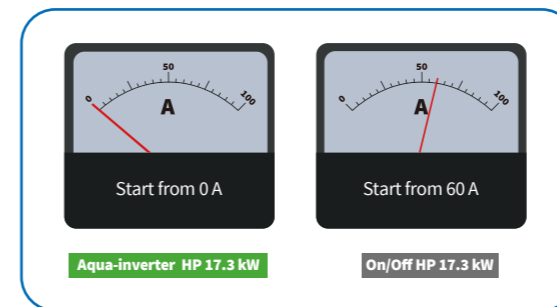 0
50
100
A
Start from 0 A
Aqua-inverter HP 17.3 kW
0
50
100
A
Start from 60 A
On/Off HP 17.3 kW